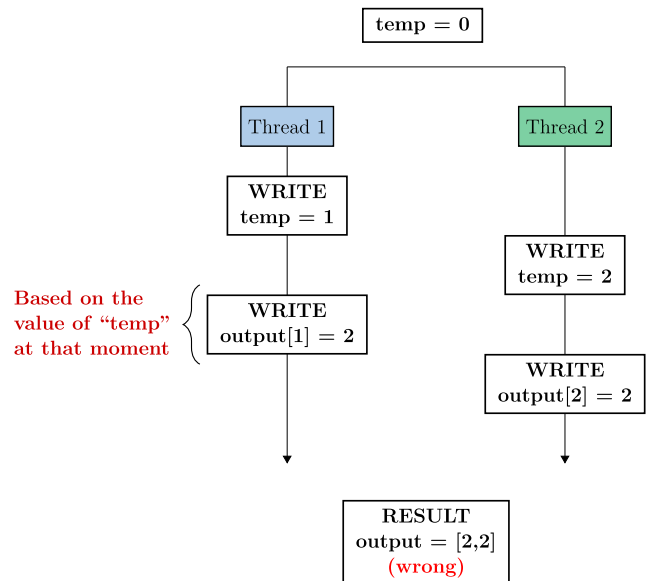 temp = 0
Thread 1
Thread 2
WRITE
temp = 1
WRITE
temp = 2
Based on the
value of “temp”
at that moment
WRITE
output[1] = 2
WRITE
output[2] = 2
RESULT
output = [2,2]
(wrong)